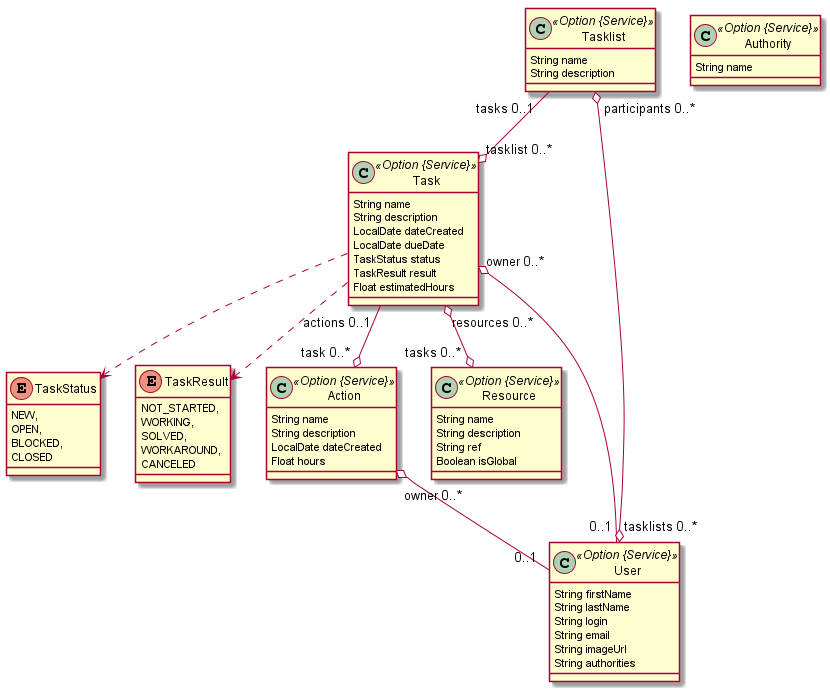 C «Option {Service}»
Tasklist
String name
String description
C «Option {Service}»
Authority
String name
tasks 0..1
participants 0..*
tasklist 0..*
C «Option {Service}»
Task
String name
String description
LocalDate dateCreated
LocalDate dueDate
TaskStatus status
TaskResult result
Float estimatedHours
owner 0..*
actions 0..1
resources 0..*
task 0..*
tasks 0..*
E TaskStatus
NEW,
OPEN,
BLOCKED,
CLOSED
E TaskResult
NOT_STARTED,
WORKING,
SOLVED,
WORKAROUND,
CANCELED
C «Option {Service}»
Action
String name
String description
LocalDate dateCreated
Float hours
C «Option {Service}»
Resource
String name
String description
String ref
Boolean isGlobal
owner 0..*
0..1
tasklists 0..*
0..1
C «Option {Service}»
User
String firstName
String lastName
String login
String email
String imageUrl
String authorities